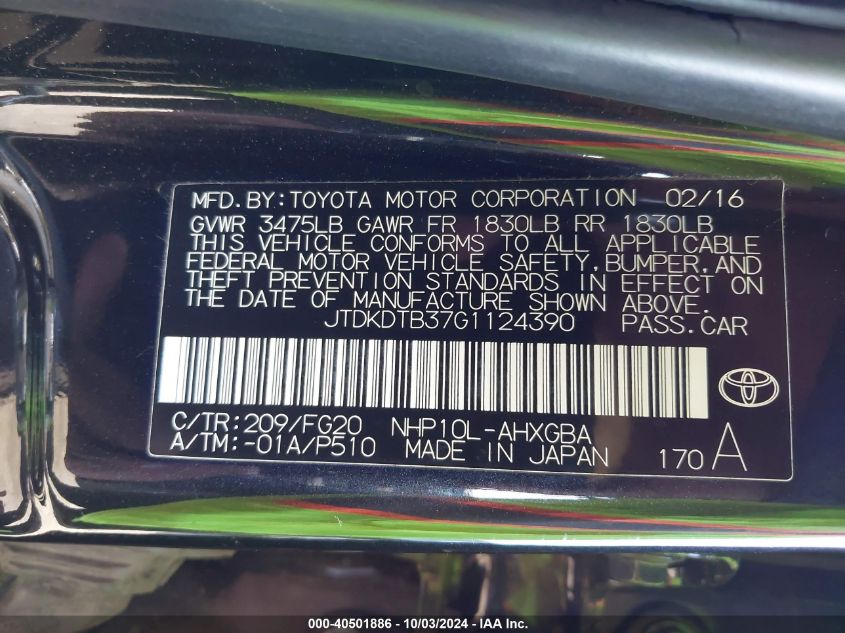 MFD.BY:TOYOTA MOTOR CORPORATION 02/16
GVWR 3475LB GAWR FR 1830LB RR 1830LB
THIS VEHICLE CONFORMS TO ALL APPLICABLE
FEDERAL MOTOR VEHICLE SAFETY,BUMPER,AND
THEFT PREVENTION STANDARDS IN EFFECT ON
THE DATE OF MANUFACTURE SHOWN ABOVE.
JTDKDTB37G1124390 PASS.CAR
C/TR:209/FG20 NHP10L-AHXGBA
A/TM:-01A/P510 MADE IN JAPAN 170 A
000-40501886 - 10/03/2024 - IAA Inc.